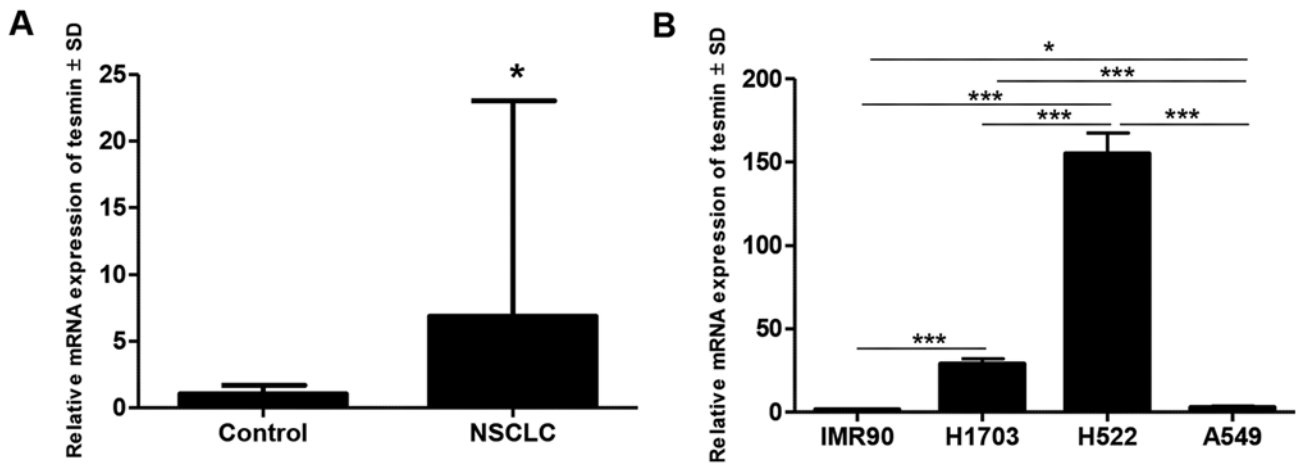 A
Relative mRNA expression of tesmin ± SD
25
20
15
10
5
0
*
Control
NSCLC
B
Relative mRNA expression of tesmin ± SD
200
150
100
50
0
*
***
***
***
***
***
IMR90
H1703
H522
A549